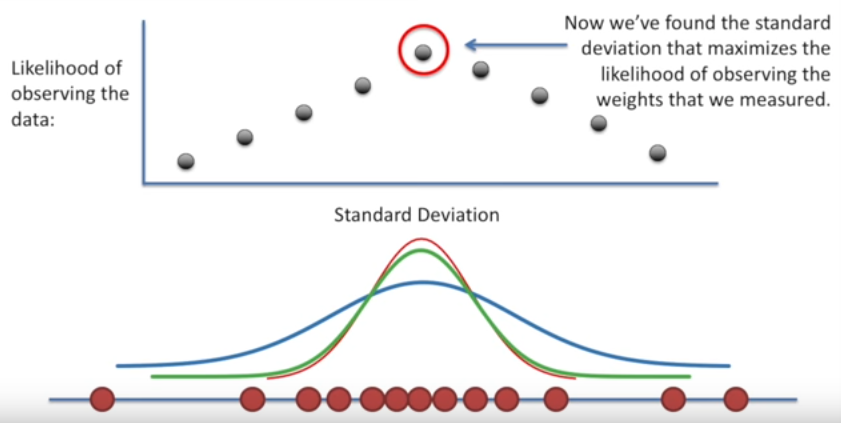 Now we've found the standard
deviation that maximizes the
likelihood of observing the
weights that we measured.
Likelihood of
observing the
data:
Standard Deviation